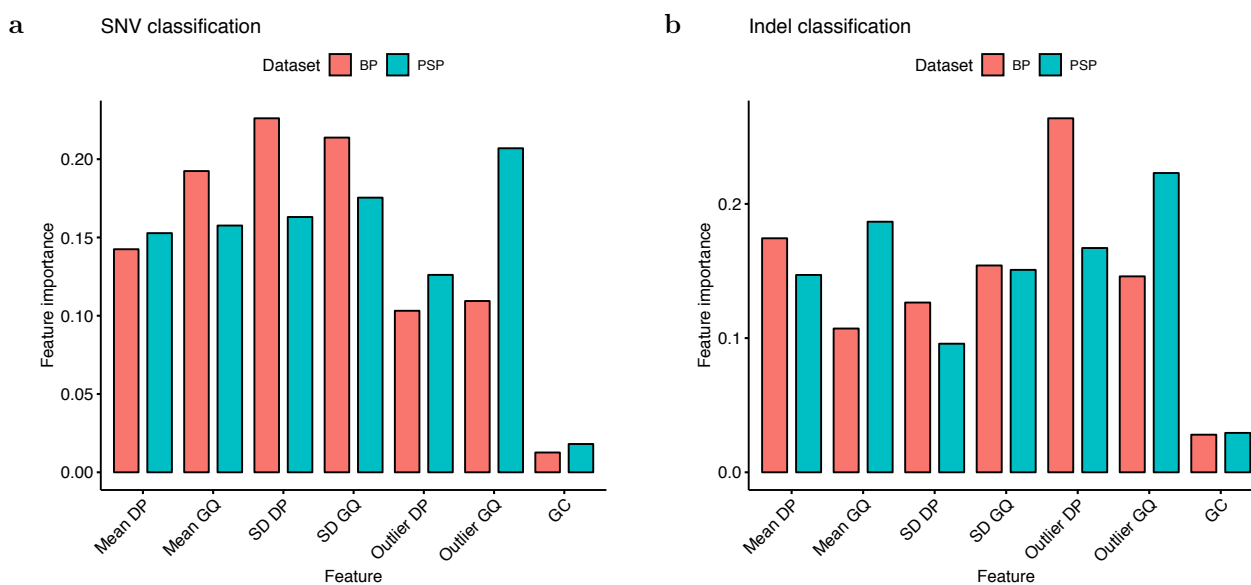 a SNV classification
Dataset BP PSP
Feature importance
0.20
0.15
0.10
0.05
0.00
Mean DP
Mean GQ
SD DP
SD GQ
Outlier DP
Outlier GQ
GC
Feature
b Indel classification
Dataset BP PSP
Feature importance
0.2
0.1
0.0
Mean DP
Mean GQ
SD DP
SD GQ
Outlier DP
Outlier GQ
GC
Feature